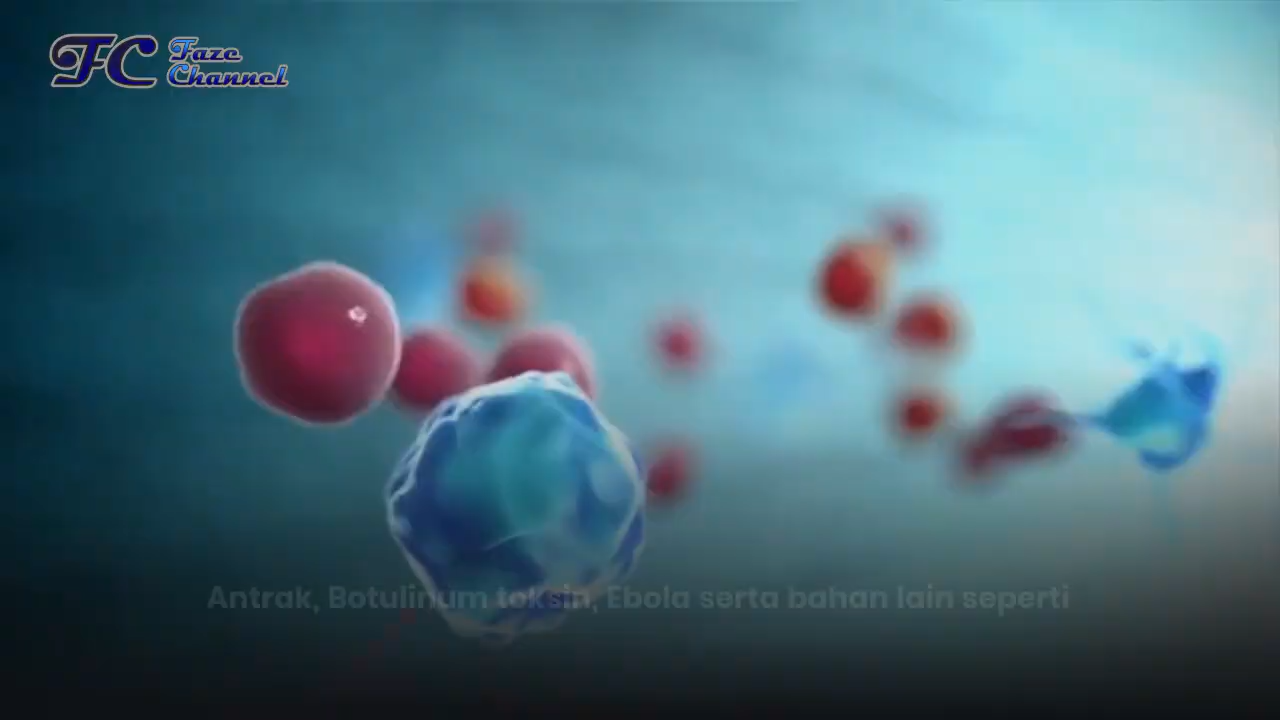 FC Faze
Channel
Antrak, Botulinum toksin, Ebola serta bahan lain seperti